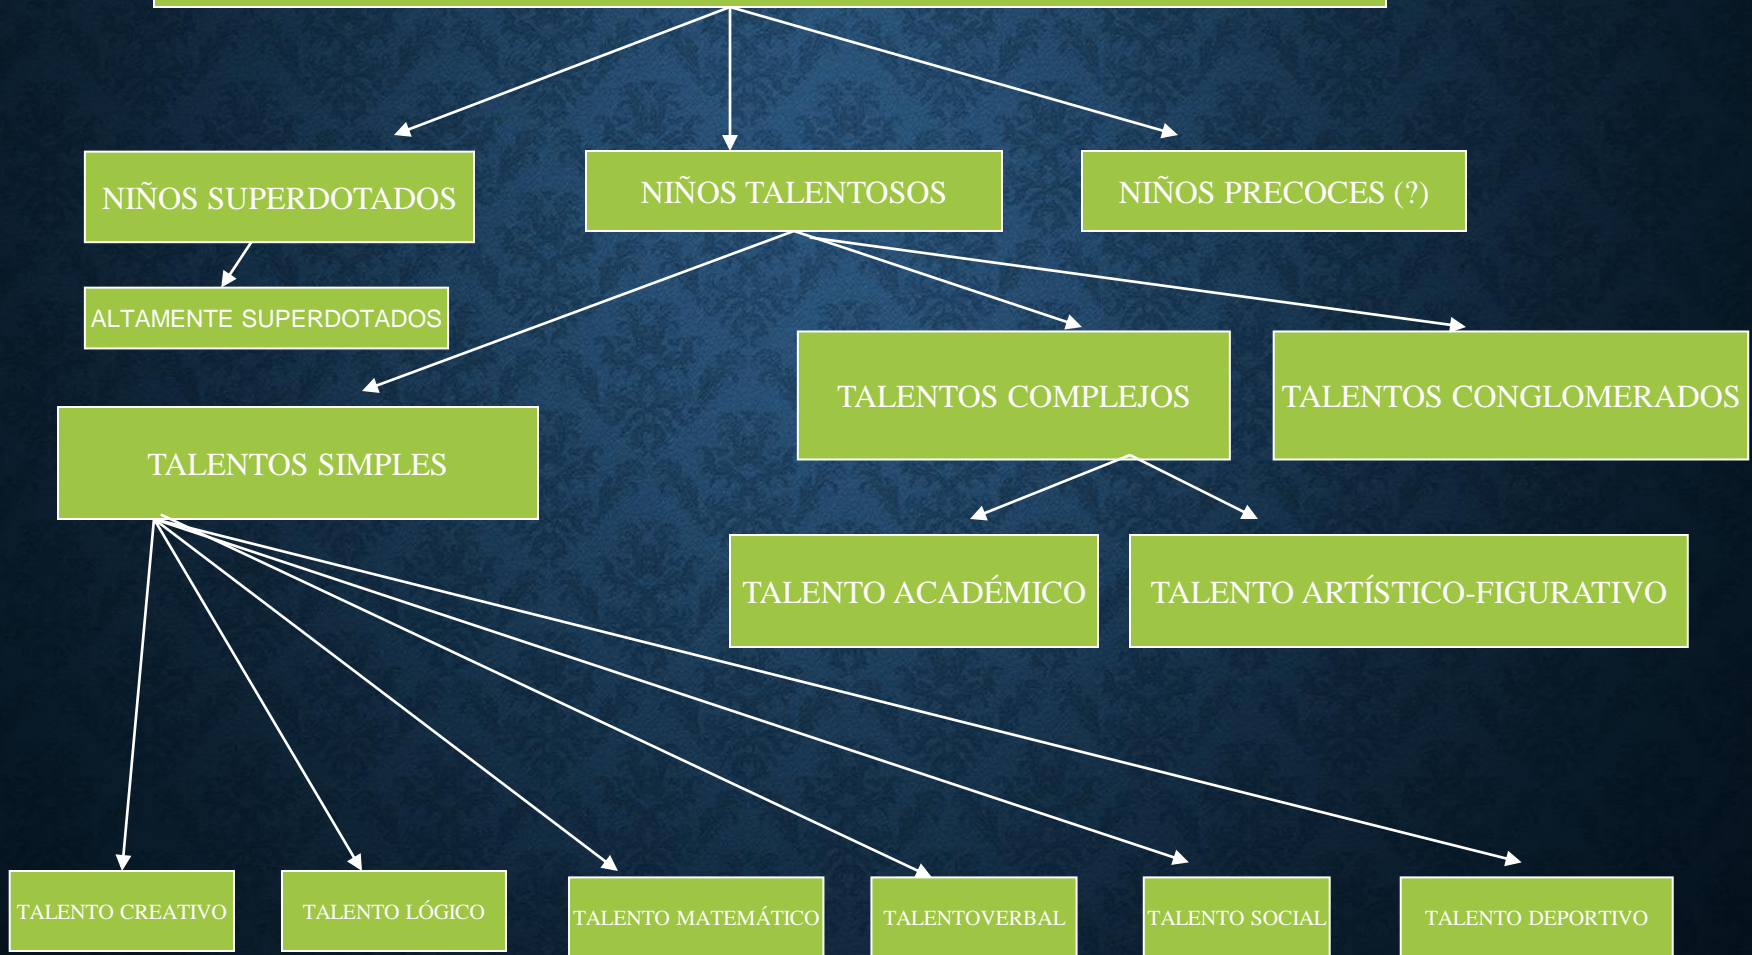 NIÑOS SUPERDOTADOS
NIÑOS TALENTOSOS
NIÑOS PRECOCES (?)
ALTAMENTE SUPERDOTADOS
TALENTOS COMPLEJOS
TALENTOS CONGLOMERADOS
TALENTOS SIMPLES
TALENTO ACADÉMICO
TALENTO ARTÍSTICO-FIGURATIVO
TALENTO CREATIVO
TALENTO LÓGICO
TALENTO MATEMÁTICO
TALENTOVERBAL
TALENTO SOCIAL
TALENTO DEPORTIVO